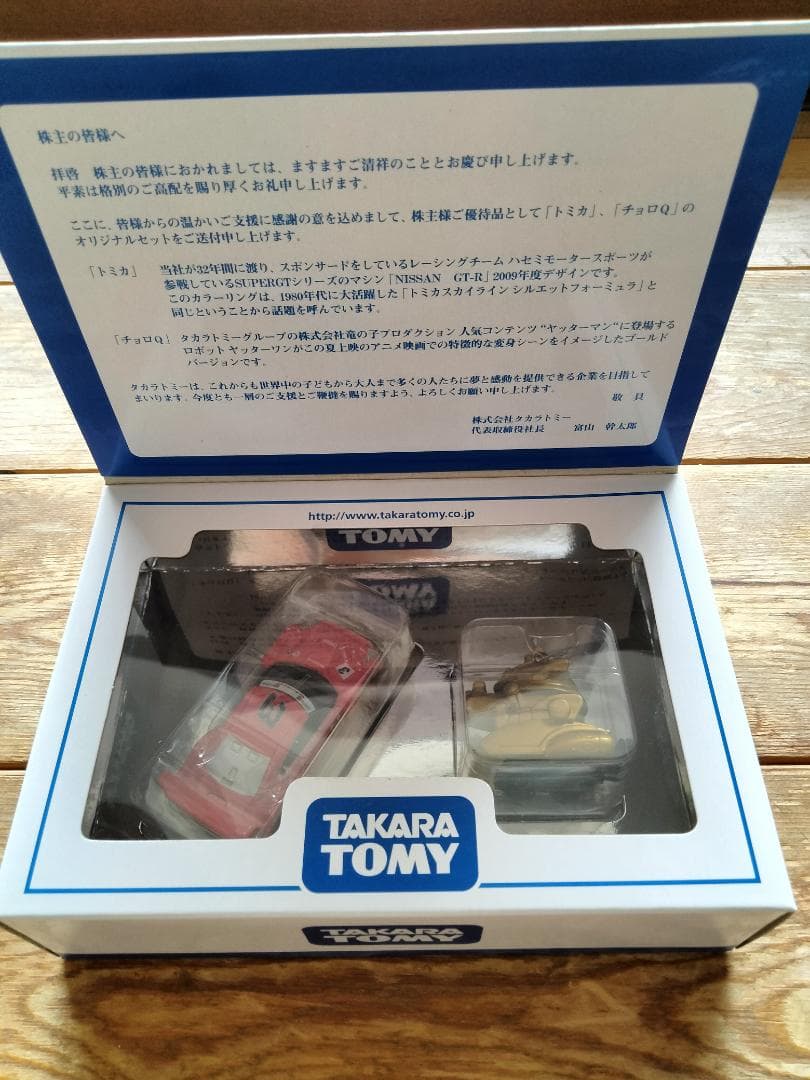 株主の皆様へ
拝啓　株主の皆様におかれましては、ますますご清祥のこととお慶び申し上げます。
平素は格別のご高配を賜り厚くお礼申し上げます。
ここに、皆様からの温かいご支援に感謝の意を込めまして、株主様ご優待品として「トミカ」、「チョロQ」の
オリジナルセットをご送付申し上げます。
「トミカ」　当社が32年間に渡り、スポンサードをしているレーシングチーム ハセミモータースポーツが
参戦しているSUPERGTシリーズのマシン「NISSAN　GT-R」2009年度デザインです。
このカラーリングは、1980年代に大活躍した「トミカスカイライン シルエットフォーミュラ」と
同じということから話題を呼んでいます。
「チョロQ」 タカラトミーグループの株式会社竜の子プロダクション 人気コンテンツ“ヤッターマン”に登場する
ロボット ヤッターワンがこの夏上映のアニメ映画での特徴的な変身シーンをイメージしたゴールド
バージョンです。
タカラトミーは、これからも世界中の子どもから大人まで多くの人たちに夢と感動を提供できる企業を目指して
まいります。今度とも一層のご支援とご鞭撻を賜りますよう、よろしくお願い申し上げます。
敬　具
株式会社タカラトミー
代表取締役社長　富山　幹太郎
http://www.takaratomy.co.jp
TOMY
TAKARA
TOMY
TAKARA
TOMY